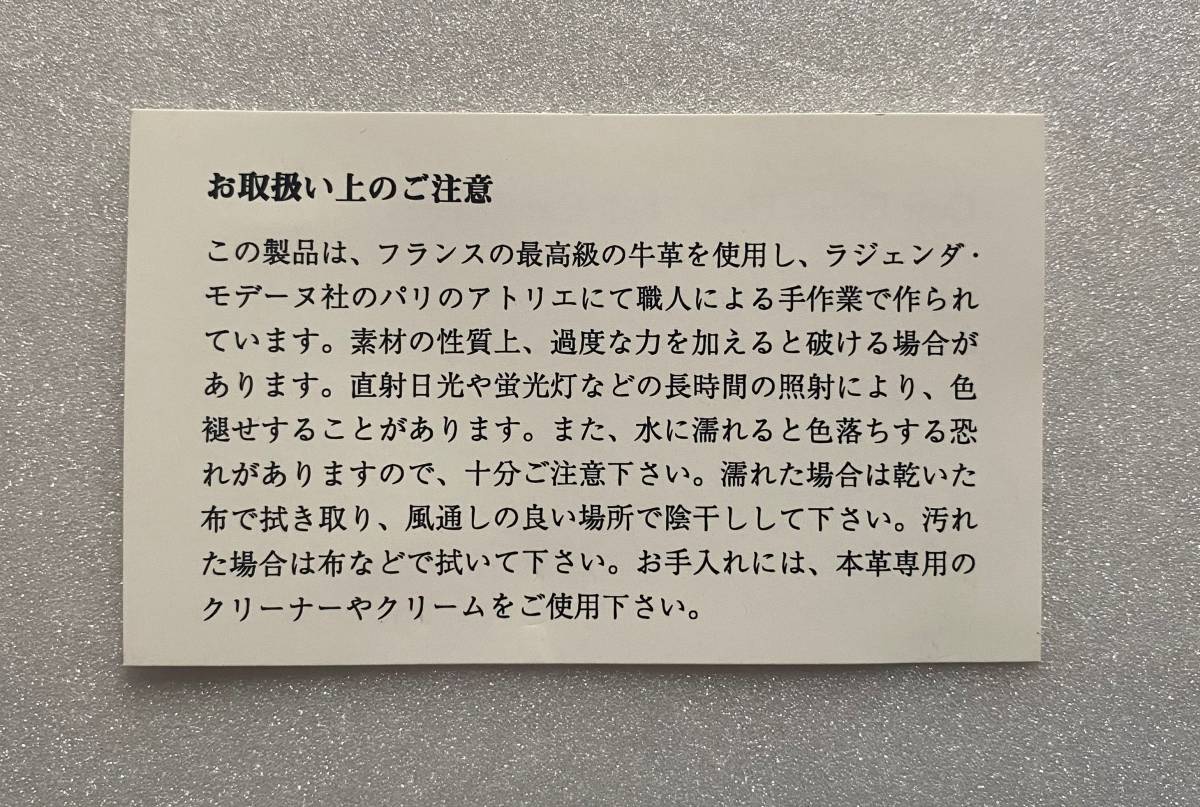 お取扱い上のご注意
この製品は、フランスの最高級の牛革を使用し、ラジェンダ・
モデーヌ社のパリのアトリエにて職人による手作業で作られ
ています。素材の性質上、過度な力を加えると破ける場合が
あります。直射日光や蛍光灯などの長時間の照射により、色
褪せすることがあります。また、水に濡れると色落ちする恐
れがありますので、十分ご注意下さい。濡れた場合は乾いた
布で拭き取り、風通しの良い場所で陰干しして下さい。汚れ
た場合は布などで拭いて下さい。お手入れには、本革専用の
クリーナーやクリームをご使用下さい。